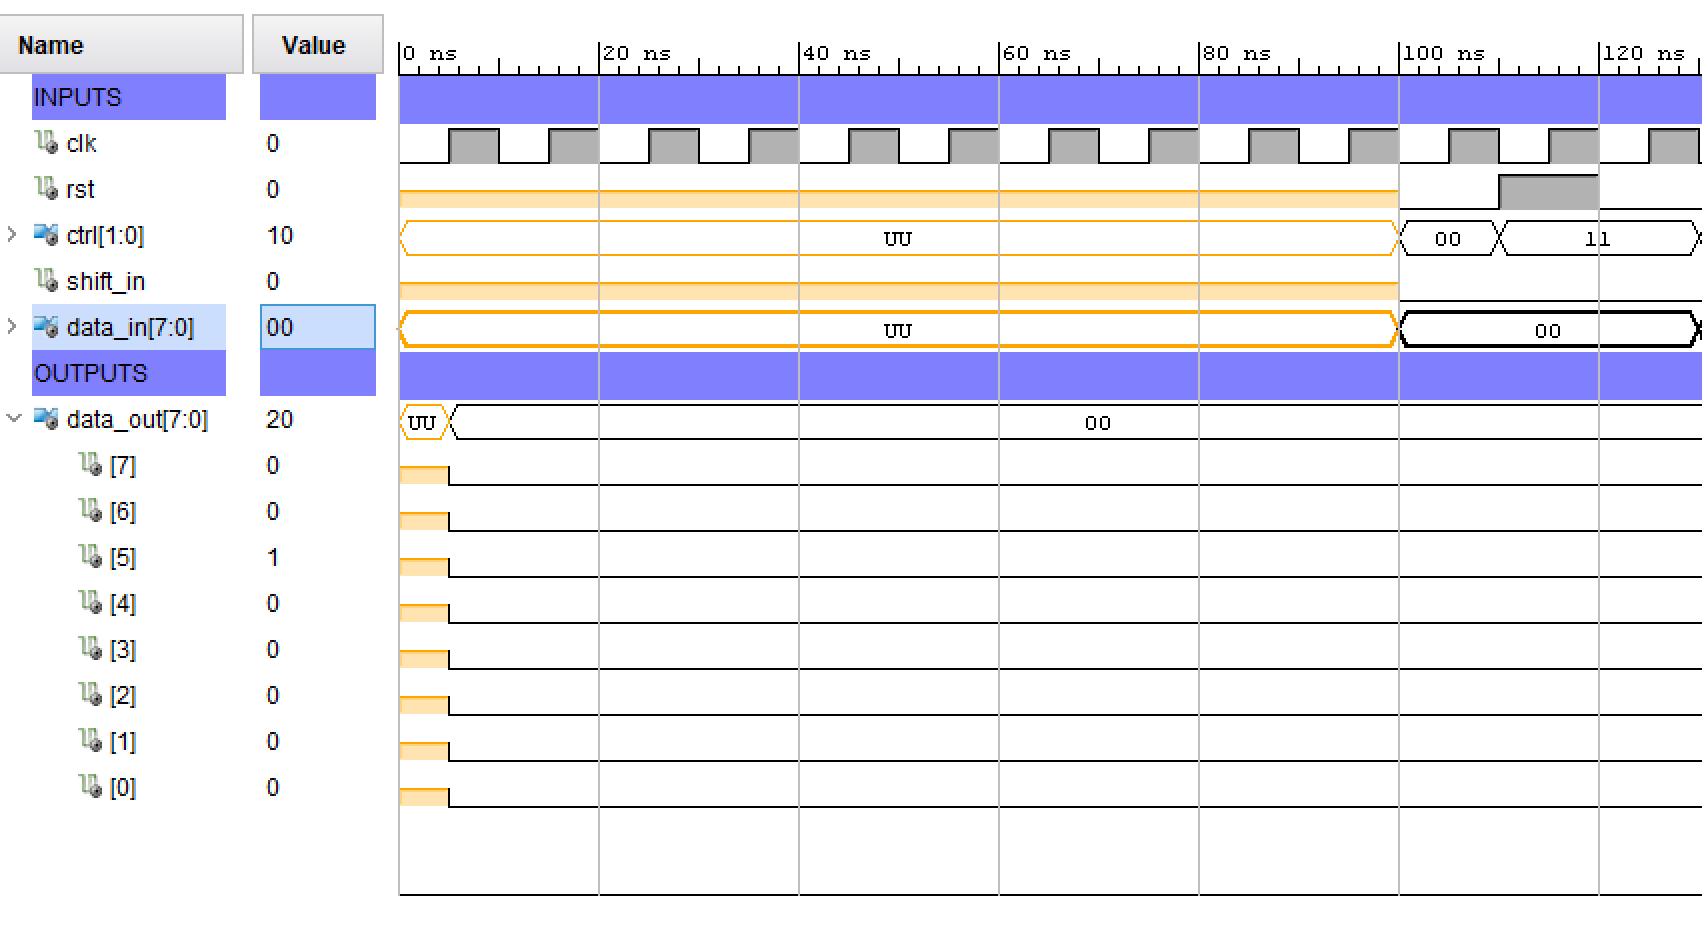 Name Value 0 ns 20 ns 40 ns 60 ns 80 ns 100 ns 120 ns
INPUTS
clk 0
rst 0
ctrl[1:0] 10 UU 00 11
shift_in 0
data_in[7:0] 00 UU 00
OUTPUTS
data_out[7:0] 20 UU 00
[7] 0
[6] 0
[5] 1
[4] 0
[3] 0
[2] 0
[1] 0
[0] 0